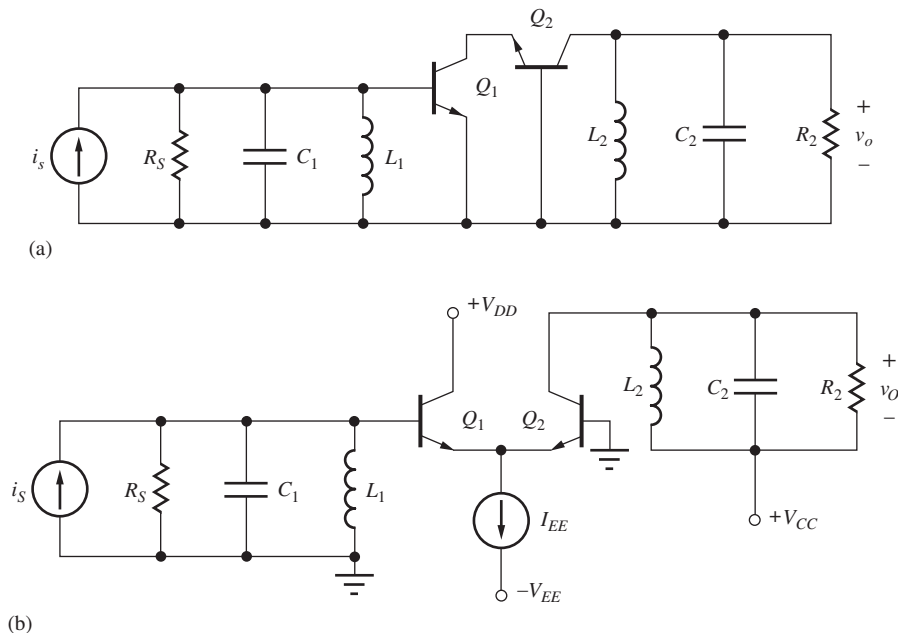 Q2
Q1
is
RS
C1
L1
L2
C2
R2
+
vo
−
(a)
+VDD
+
L2
C2
R2
vO
−
Q1
Q2
iS
RS
C1
L1
IEE
+VCC
−VEE
(b)